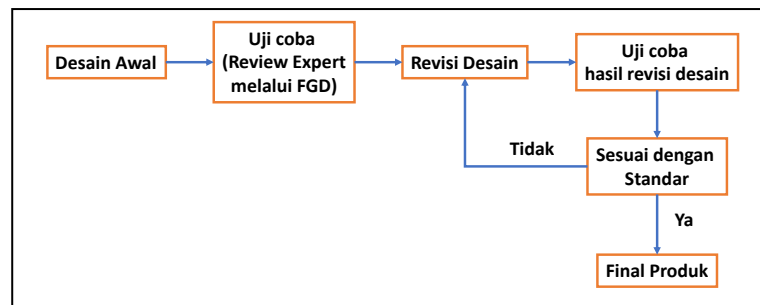 Desain Awal
Uji coba
(Review Expert
melalui FGD)
Revisi Desain
Uji coba
hasil revisi desain
Tidak
Sesuai dengan
Standar
Ya
Final Produk